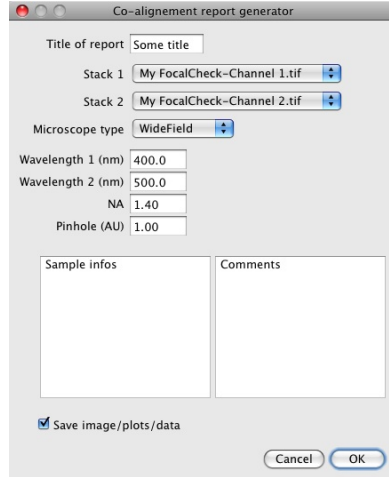 Co-alignement report generator
Title of report Some title
Stack 1 My FocalCheck-Channel 1.tif
Stack 2 My FocalCheck-Channel 2.tif
Microscope type WideField
Wavelength 1 (nm) 400.0
Wavelength 2 (nm) 500.0
NA 1.40
Pinhole (AU) 1.00
Sample infos Comments
Save image/plots/data
Cancel OK